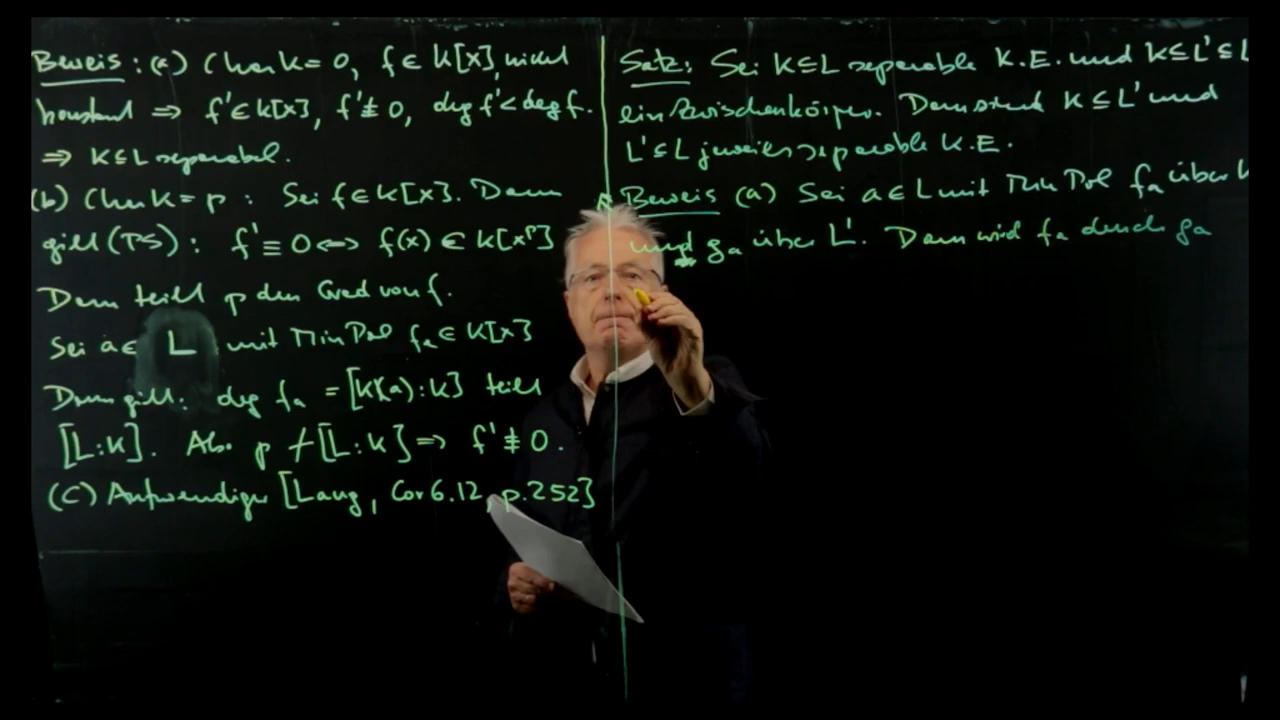 Beweis: (a) Char k = 0, f ∈ k[x], nicht
konstant ⇒ f' ∈ k[x], f' ≢ 0, deg f' < deg f.
⇒ K ⊆ L separabel.
(b) Char k = p : Sei f ∈ k[x]. Dann
gilt (PS): f' ≡ 0 ⟺ f(x) ∈ k[x^p]
Dann teilt p den Grad von f.
Sei a ∈ L mit MinPol f_a ∈ K[x]
Dann gilt: deg f_a = [k(a):k] teilt
[L:K]. Also p ∤ [L:K] ⇒ f' ≢ 0.
(c) Aufwendiger [Lang, Cor 6.12, p.252]
Satz: Sei K ⊆ L separable K.E. und K ⊆ L' ⊆ L
ein Zwischenkörper. Dann sind K ⊆ L' und
L' ⊆ L jeweils separable K.E.
Beweis (a) Sei a ∈ L mit MinPol f_a über k
und g_a über L'. Dann wird f_a durch g_a